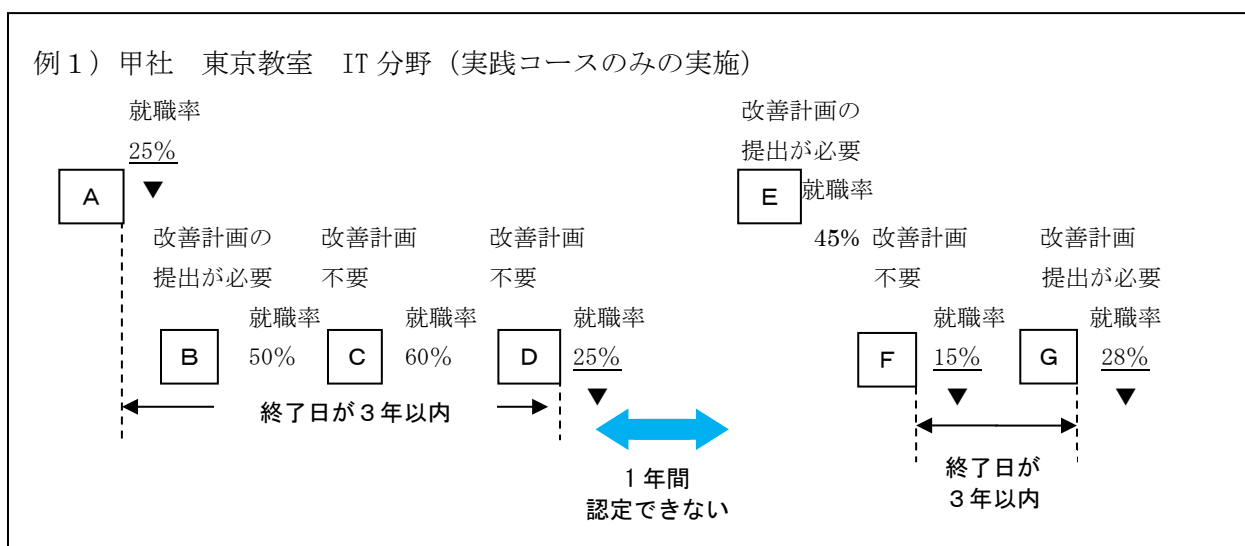 例１）甲社　東京教室　IT 分野（実践コースのみの実施）
就職率
25%
▼
A
改善計画の
提出が必要
就職率
50%
B
改善計画
不要
就職率
60%
C
改善計画
不要
就職率
25%
▼
D
終了日が３年以内
１年間
認定できない
改善計画の
提出が必要
E
就職率
45%
改善計画
不要
就職率
15%
▼
F
改善計画
提出が必要
就職率
28%
▼
G
終了日が
３年以内